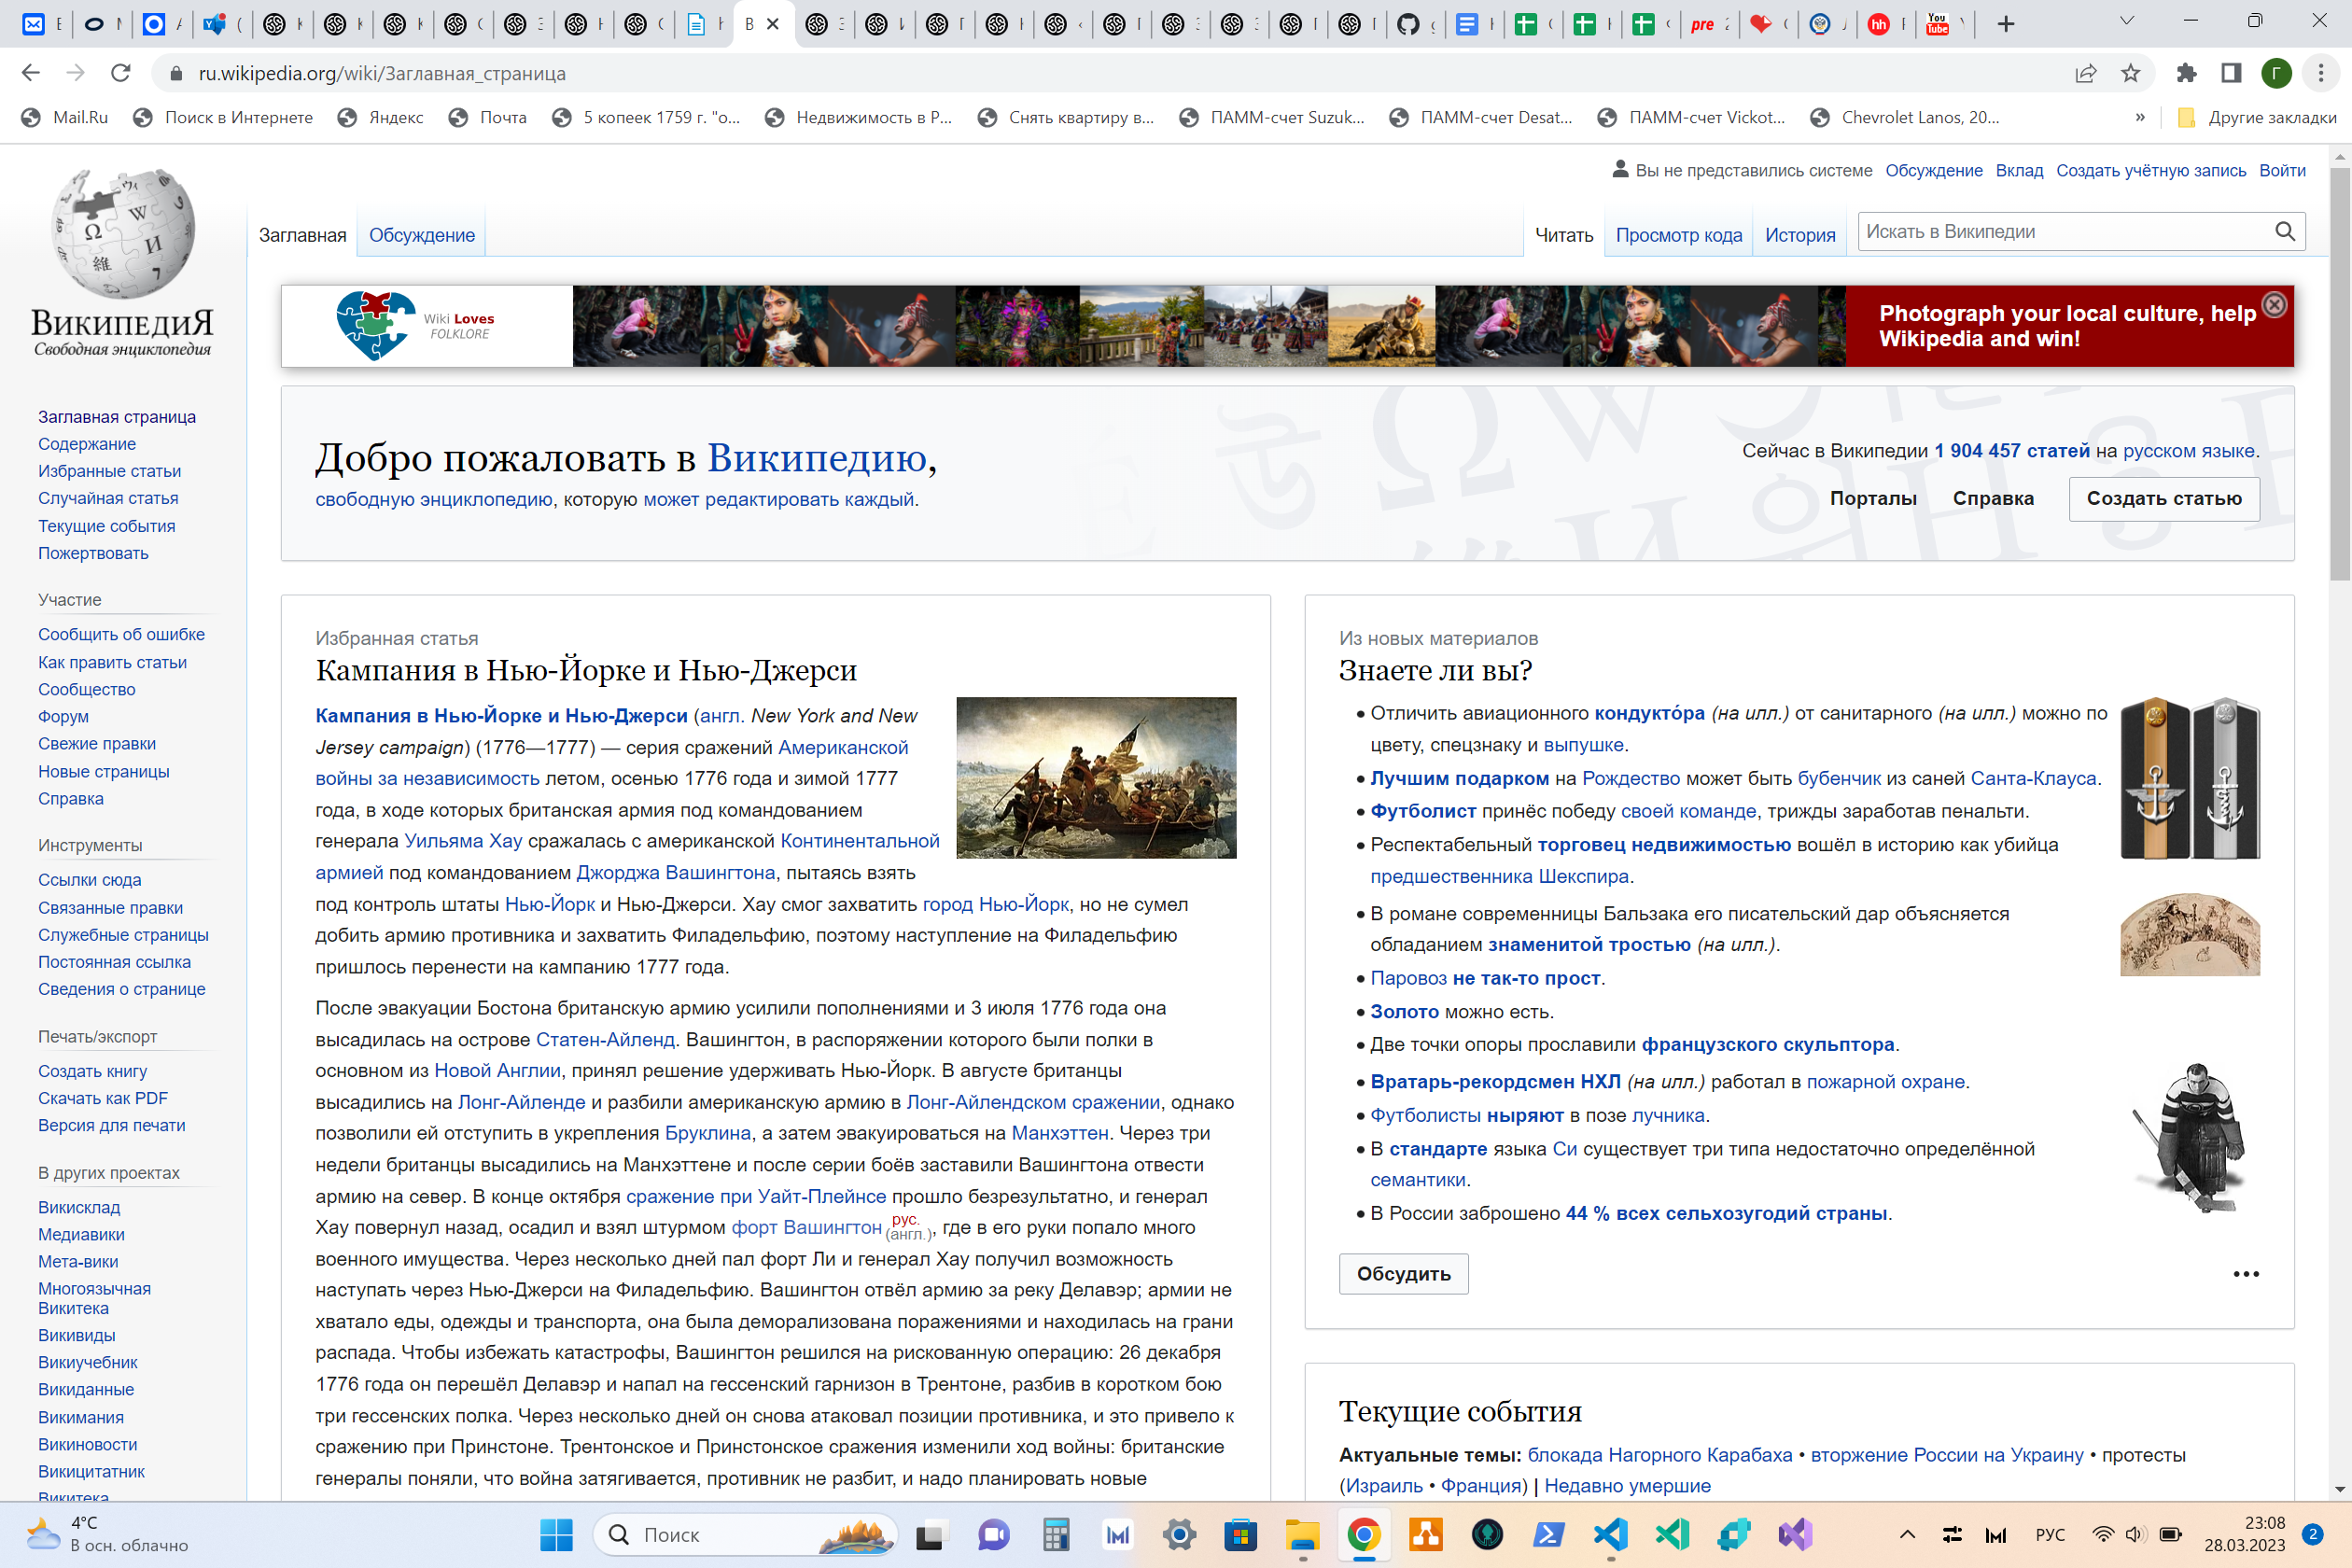 ru.wikipedia.org/wiki/Заглавная_страница
Mail.Ru
Поиск в Интернете
Яндекс
Почта
5 копеек 1759 г. "о...
Недвижимость в Р...
Снять квартиру в...
ПАММ-счет Suzuk...
ПАММ-счет Desat...
ПАММ-счет Vickot...
Chevrolet Lanos, 20...
»
Другие закладки
Вы не представились системе Обсуждение Вклад Создать учётную запись Войти
ВикипедиЯ
Свободная энциклопедия
Заглавная Обсуждение
Читать Просмотр кода История Искать в Википедии
Wiki Loves
FOLKLORE
Photograph your local culture, help
Wikipedia and win!
Добро пожаловать в Википедию,
свободную энциклопедию, которую может редактировать каждый.
Сейчас в Википедии 1 904 457 статей на русском языке.
Порталы Справка Создать статью
Заглавная страница
Содержание
Избранные статьи
Случайная статья
Текущие события
Пожертвовать
Участие
Сообщить об ошибке
Как править статьи
Сообщество
Форум
Свежие правки
Новые страницы
Справка
Инструменты
Ссылки сюда
Связанные правки
Служебные страницы
Постоянная ссылка
Сведения о странице
Печать/экспорт
Создать книгу
Скачать как PDF
Версия для печати
В других проектах
Викисклад
Медиавики
Мета-вики
Многоязычная
Викитека
Викивиды
Викиучебник
Викиданные
Викимания
Викиновости
Викицитатник
Викитека
Избранная статья
Кампания в Нью-Йорке и Нью-Джерси
Кампания в Нью-Йорке и Нью-Джерси (англ. New York and New
Jersey campaign) (1776—1777) — серия сражений Американской
войны за независимость летом, осенью 1776 года и зимой 1777
года, в ходе которых британская армия под командованием
генерала Уильяма Хау сражалась с американской Континентальной
армией под командованием Джорджа Вашингтона, пытаясь взять
под контроль штаты Нью-Йорк и Нью-Джерси. Хау смог захватить город Нью-Йорк, но не сумел
добить армию противника и захватить Филадельфию, поэтому наступление на Филадельфию
пришлось перенести на кампанию 1777 года.
После эвакуации Бостона британскую армию усилили пополнениями и 3 июля 1776 года она
высадилась на острове Статен-Айленд. Вашингтон, в распоряжении которого были полки в
основном из Новой Англии, принял решение удерживать Нью-Йорк. В августе британцы
высадились на Лонг-Айленде и разбили американскую армию в Лонг-Айлендском сражении, однако
позволили ей отступить в укрепления Бруклина, а затем эвакуироваться на Манхэттен. Через три
недели британцы высадились на Манхэттене и после серии боёв заставили Вашингтона отвести
армию на север. В конце октября сражение при Уайт-Плейнсе прошло безрезультатно, и генерал
Хау повернул назад, осадил и взял штурмом форт Вашингтон рус. (англ.), где в его руки попало много
военного имущества. Через несколько дней пал форт Ли и генерал Хау получил возможность
наступать через Нью-Джерси на Филадельфию. Вашингтон отвёл армию за реку Делавэр; армии не
хватало еды, одежды и транспорта, она была деморализована поражениями и находилась на грани
распада. Чтобы избежать катастрофы, Вашингтон решился на рискованную операцию: 26 декабря
1776 года он перешёл Делавэр и напал на гессенский гарнизон в Трентоне, разбив в коротком бою
три гессенских полка. Через несколько дней он снова атаковал позиции противника, и это привело к
сражению при Принстоне. Трентонское и Принстонское сражения изменили ход войны: британские
генералы поняли, что война затягивается, противник не разбит, и надо планировать новые
Из новых материалов
Знаете ли вы?
• Отличить авиационного кондукто́ра (на илл.) от санитарного (на илл.) можно по
цвету, спецзнаку и выпушке.
• Лучшим подарком на Рождество может быть бубенчик из саней Санта-Клауса.
• Футболист принёс победу своей команде, трижды заработав пенальти.
• Респектабельный торговец недвижимостью вошёл в историю как убийца
предшественника Шекспира.
• В романе современницы Бальзака его писательский дар объясняется
обладанием знаменитой тростью (на илл.).
• Паровоз не так-то прост.
• Золото можно есть.
• Две точки опоры прославили французского скульптора.
• Вратарь-рекордсмен НХЛ (на илл.) работал в пожарной охране.
• Футболисты ныряют в позе лучника.
• В стандарте языка Си существует три типа недостаточно определённой
семантики.
• В России заброшено 44 % всех сельхозугодий страны.
Обсудить
Текущие события
Актуальные темы: блокада Нагорного Карабаха • вторжение России на Украину • протесты
(Израиль • Франция) | Недавно умершие
4°C
В осн. облачно
Поиск
РУС
23:08
28.03.2023
2